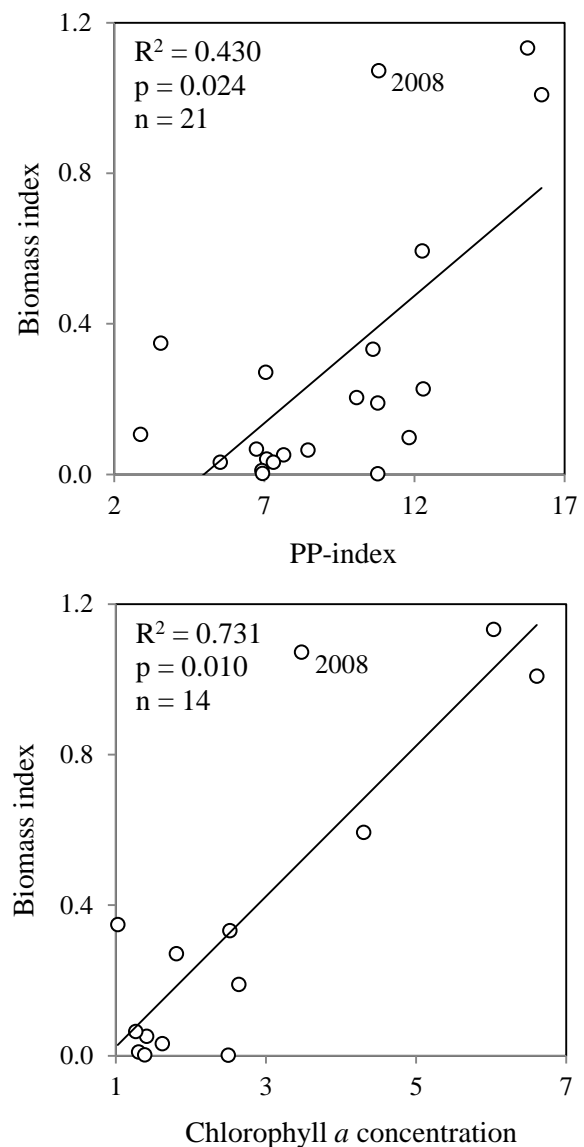 1.2
R² = 0.430
p = 0.024
n = 21
2008
0.8
Biomass index
0.4
0.0
2 7 12 17
PP-index
1.2
R² = 0.731
p = 0.010
n = 14
2008
0.8
Biomass index
0.4
0.0
1 3 5 7
Chlorophyll a concentration